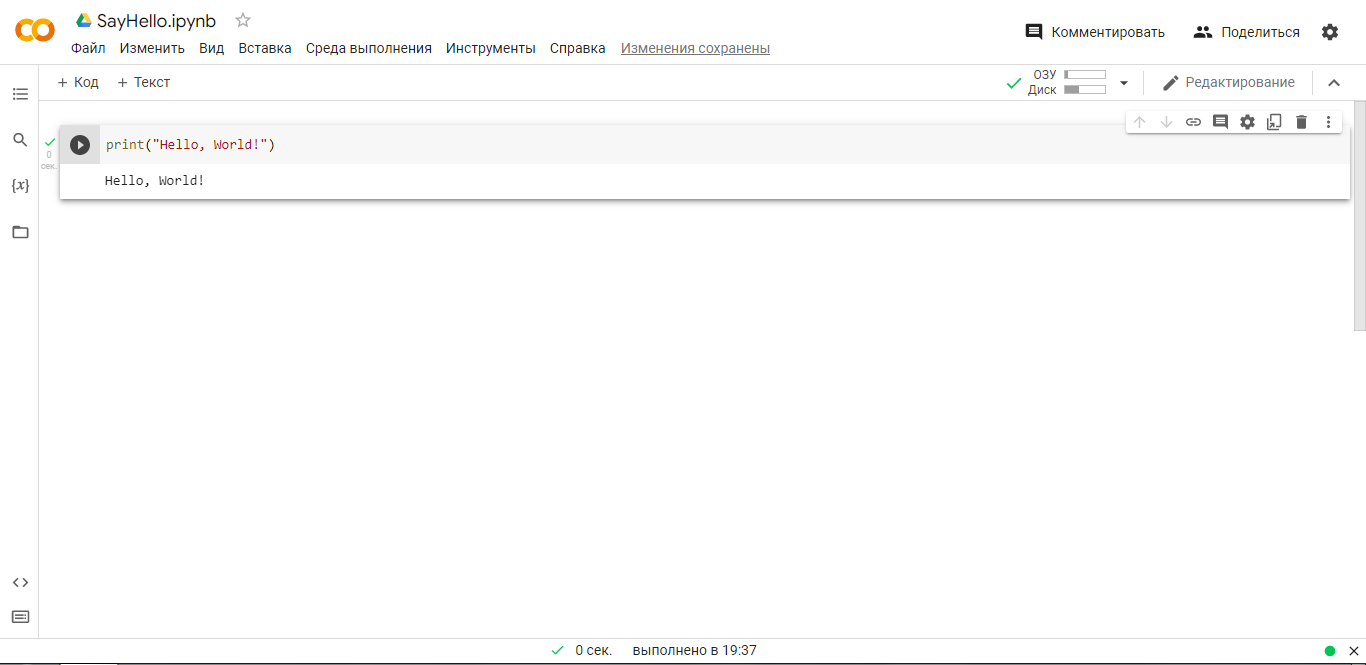 SayHello.ipynb
Файл Изменить Вид Вставка Среда выполнения Инструменты Справка Изменения сохранены
Комментировать Поделиться
+ Код + Текст
ОЗУ
Диск
Редактирование
{x}
0
сек.
print("Hello, World!")
Hello, World!
0 сек. выполнено в 19:37